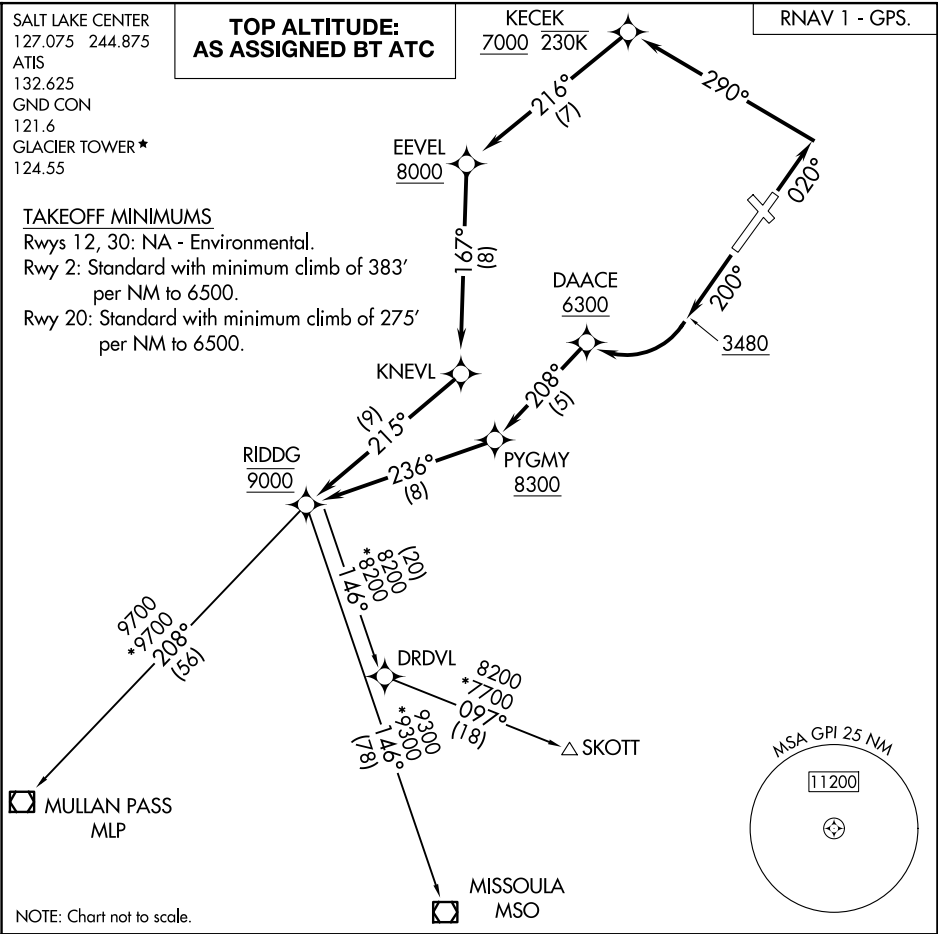 SALT LAKE CENTER
127.075 244.875
ATIS
132.625
GND CON
121.6
GLACIER TOWER★
124.55
TOP ALTITUDE:
AS ASSIGNED BT ATC
RNAV 1 - GPS.
KECEK
7000 230K
290°
216°
(7)
EEVEL
8000
020°
TAKEOFF MINIMUMS
Rwys 12, 30: NA - Environmental.
Rwy 2: Standard with minimum climb of 383'
per NM to 6500.
Rwy 20: Standard with minimum climb of 275'
per NM to 6500.
167°
(8)
DAACE
6300
200°
3480
KNEVL
208°
(5)
(9)
215°
RIDDG
9000
236°
(8)
PYGMY
8300
(20)
8200
*8200
146°
9700
*9700
208°
(56)
DRDVL
8200
*7700
097°
(18)
SKOTT
9300
*9300
146°
(78)
MSA GPI 25 NM
11200
MULLAN PASS
MLP
MISSOULA
MSO
NOTE: Chart not to scale.